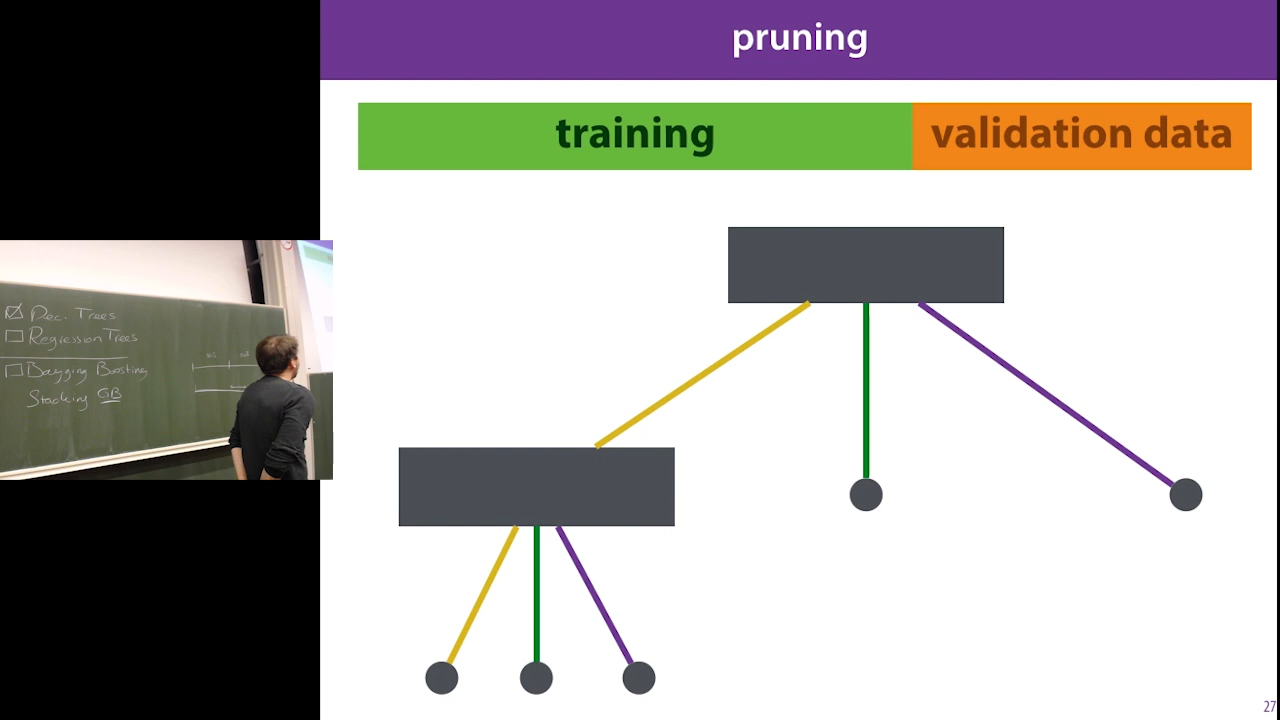 pruning
training validation data
Dec. Trees
Regression Trees
Bagging Boosting
Stacking GB
27